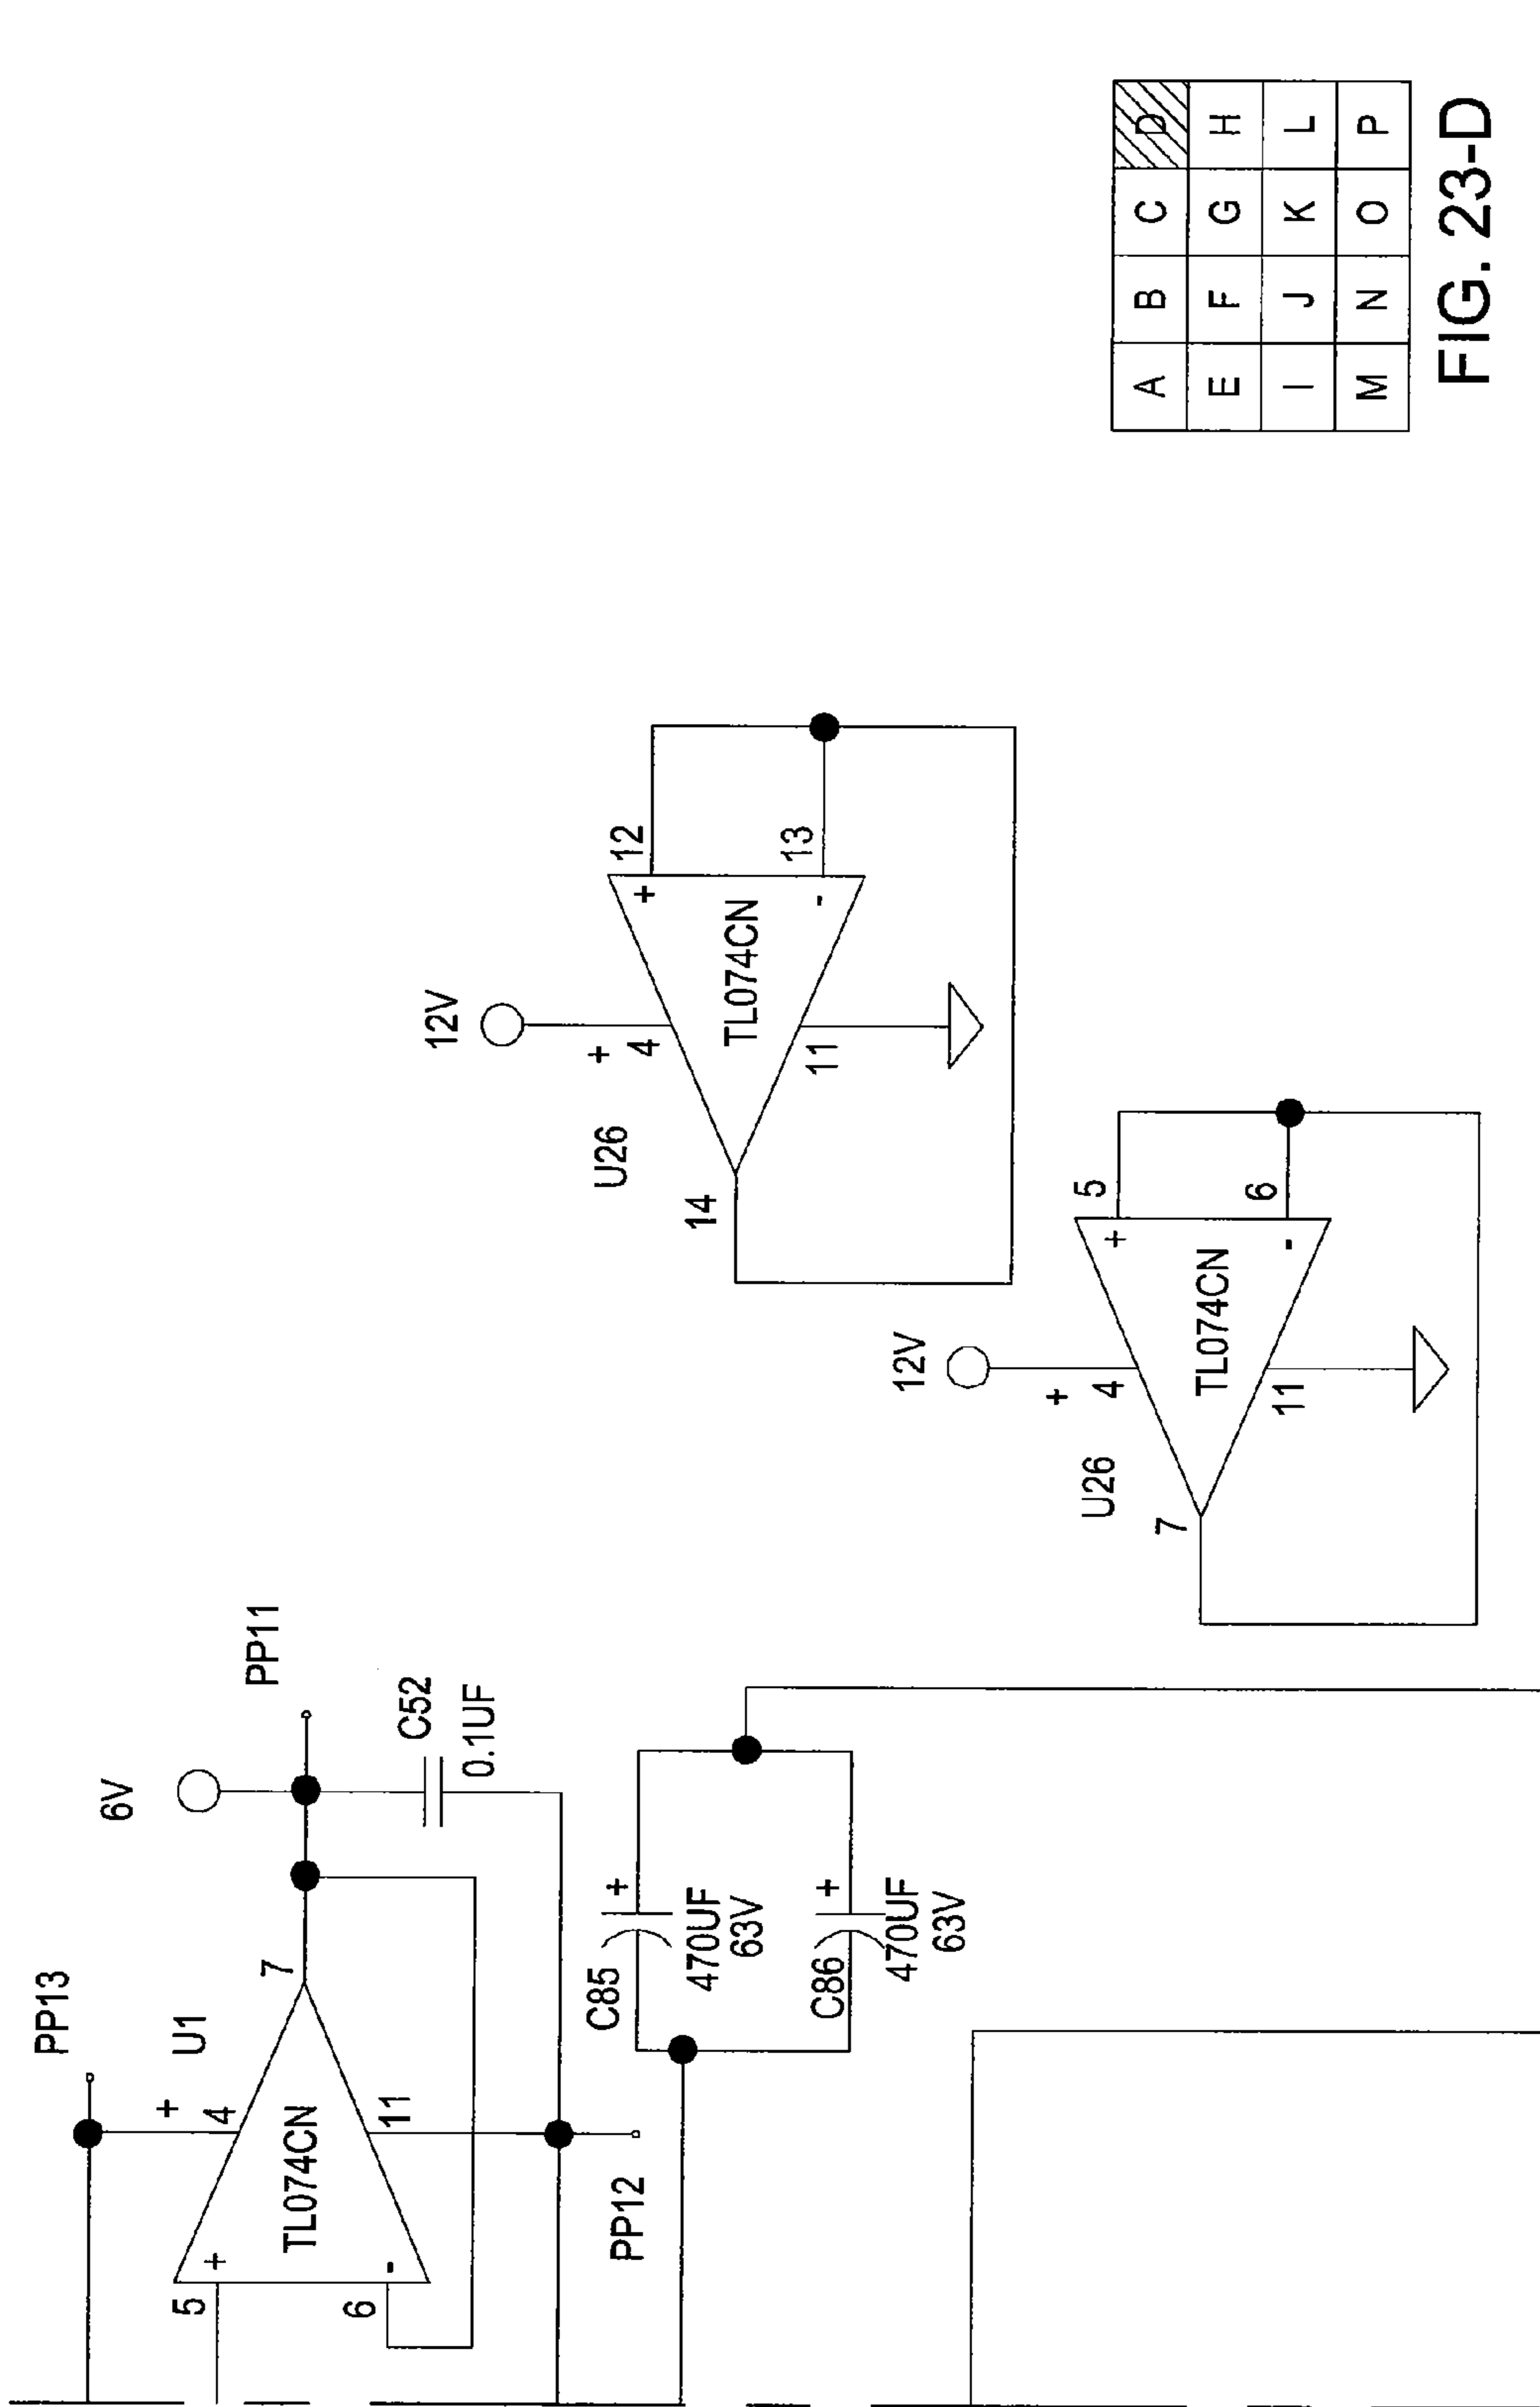 PP13
U1
+
4
6V
PP11
5
+
TL074CN
7
6
-
11
C52
0.1UF
PP12
C85
+
470UF
63V
C86
+
470UF
63V
12V
U26
+
4
+
12
14
TL074CN
11
-
13
12V
U26
+
4
+
5
7
TL074CN
11
-
6
A B C D
E F G H
I J K L
M N O P
FIG. 23-D